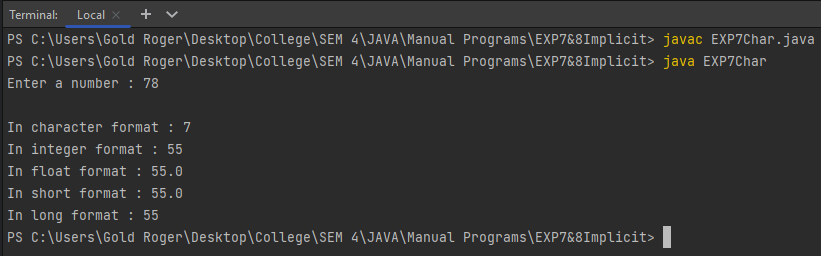 Terminal: Local × +
PS C:\Users\Gold Roger\Desktop\College\SEM 4\JAVA\Manual Programs\EXP7&8Implicit> javac EXP7Char.java
PS C:\Users\Gold Roger\Desktop\College\SEM 4\JAVA\Manual Programs\EXP7&8Implicit> java EXP7Char
Enter a number : 78
In character format : 7
In integer format : 55
In float format : 55.0
In short format : 55.0
In long format : 55
PS C:\Users\Gold Roger\Desktop\College\SEM 4\JAVA\Manual Programs\EXP7&8Implicit>